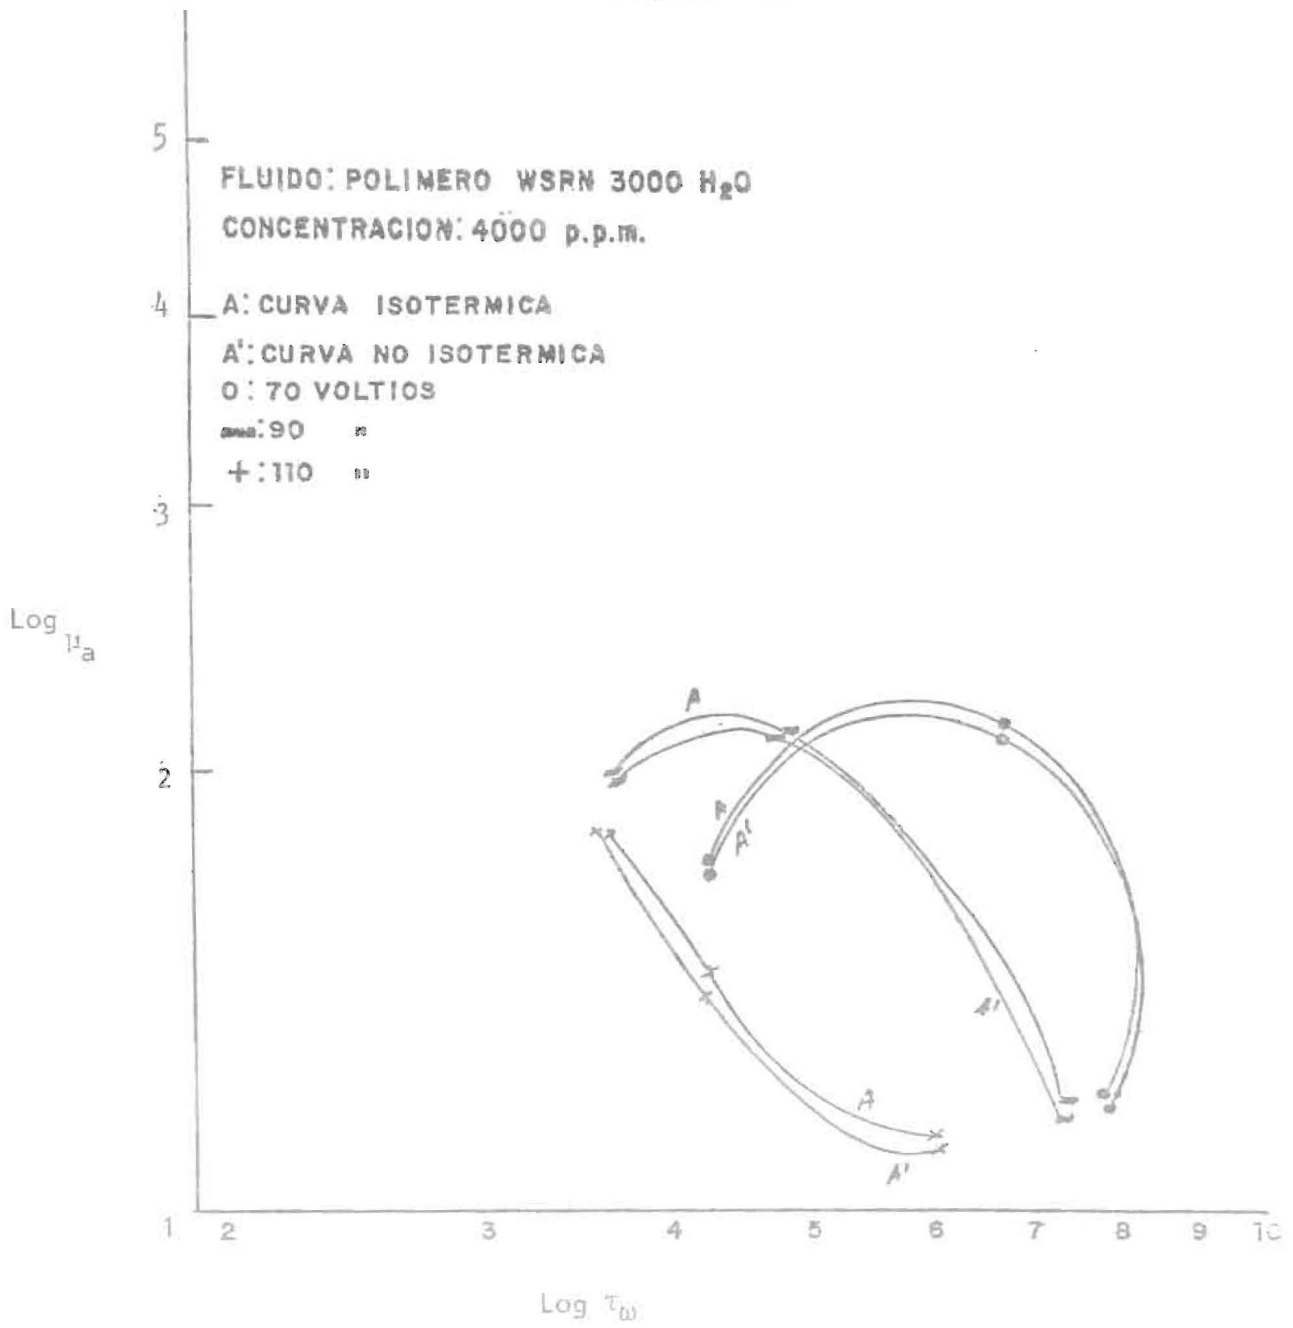 5
FLUIDO: POLIMERO WSRN 3000 H₂O
CONCENTRACION: 4000 p.p.m.
4
A: CURVA ISOTERMICA
A': CURVA NO ISOTERMICA
O: 70 VOLTIOS
—: 90 "
+: 110 "
3
Log μa
A
2
A
A'
A'
A
A'
1 2 3 4 5 6 7 8 9 10
Log τω